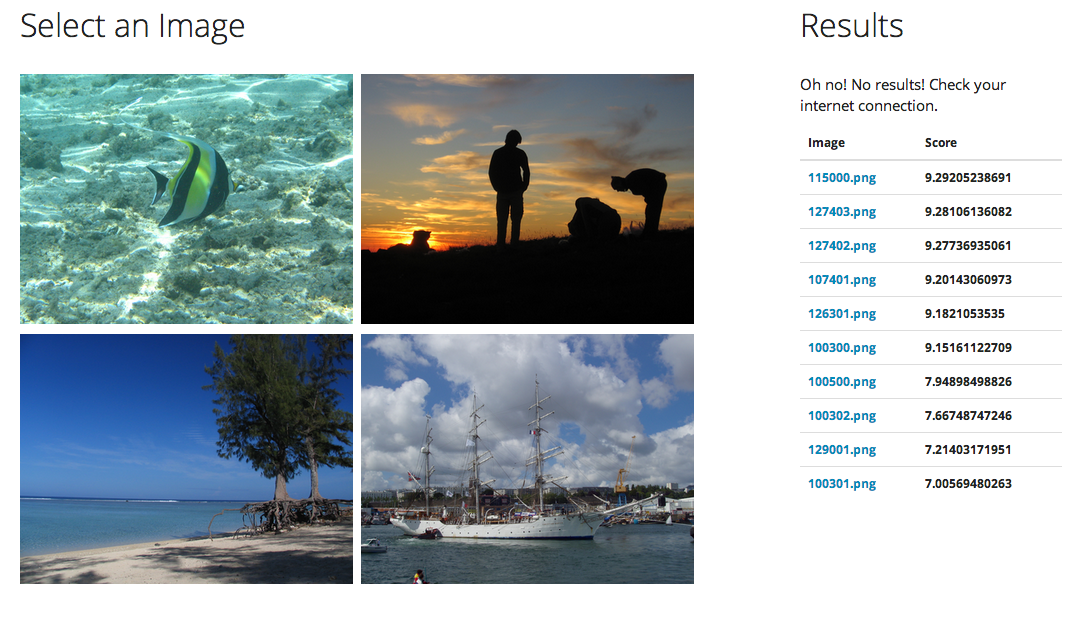 Select an Image
Results
Oh no! No results! Check your
internet connection.
Image Score
115000.png 9.29205238691
127403.png 9.28106136082
127402.png 9.27736935061
107401.png 9.20143060973
126301.png 9.1821053535
100300.png 9.15161122709
100500.png 7.94898498826
100302.png 7.66748747246
129001.png 7.21403171951
100301.png 7.00569480263